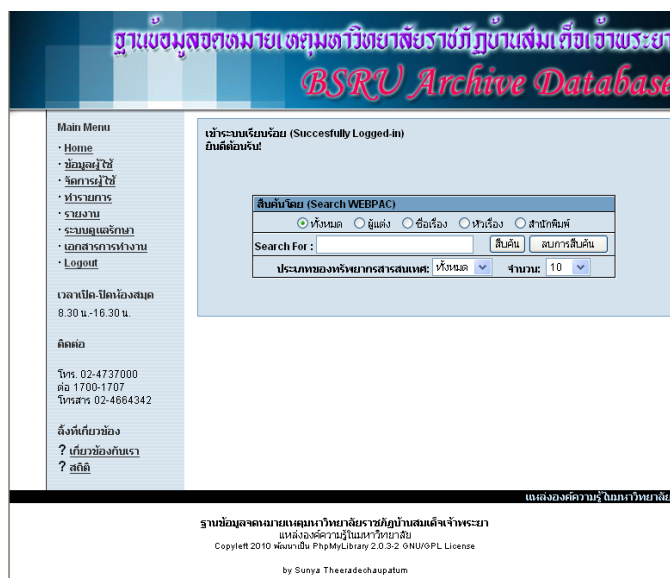 ฐานข้อมูลจดหมายเหตุมหาวิทยาลัยราชภัฏบ้านสมเด็จเจ้าพระยา
BSRU Archive Database
Main Menu
· Home
· ข้อมูลผู้ใช้
· จัดการผู้ใช้
· ทำรายการ
· รายงาน
· ระบบดูแลรักษา
· เอกสารการทำงาน
· Logout
เวลาเปิด-ปิดห้องสมุด
8.30 น.-16.30 น.
ติดต่อ
โทร. 02-4737000
ต่อ 1700-1707
โทรสาร 02-4664342
ลิ้งที่เกี่ยวข้อง
? เกี่ยวข้องกับเรา
? สถิติ
เข้าระบบเรียบร้อย (Succesfully Logged-in)
ยินดีต้อนรับ!
สืบค้นโดย (Search WEBPAC)
ทั้งหมด ผู้แต่ง ชื่อเรื่อง หัวเรื่อง สำนักพิมพ์
Search For : สืบค้น ลบการสืบค้น
ประเภทของทรัพยากรสารสนเทศ: ทั้งหมด จำนวน: 10
แหล่งองค์ความรู้ในมหาวิทยาลัย
ฐานข้อมูลจดหมายเหตุมหาวิทยาลัยราชภัฏบ้านสมเด็จเจ้าพระยา
แหล่งองค์ความรู้ในมหาวิทยาลัย
Copyleft 2010 พัฒนาเป็น PhpMyLibrary 2.0.3-2 GNU/GPL License
by Sunya Theeradechaupatum